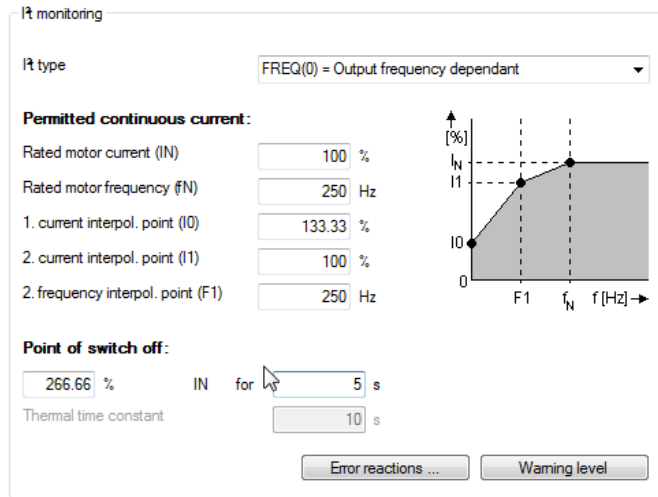 I²t monitoring
I²t type
FREQ(0) = Output frequency dependant
Permitted continuous current:
Rated motor current (IN) 100 %
Rated motor frequency (fN) 250 Hz
1. current interpol. point (I0) 133.33 %
2. current interpol. point (I1) 100 %
2. frequency interpol. point (F1) 250 Hz
[%]
IN
I1
I0
0
F1 fN f [Hz]
Point of switch off:
266.66 % IN for 5 s
Thermal time constant 10 s
Error reactions ... Warning level